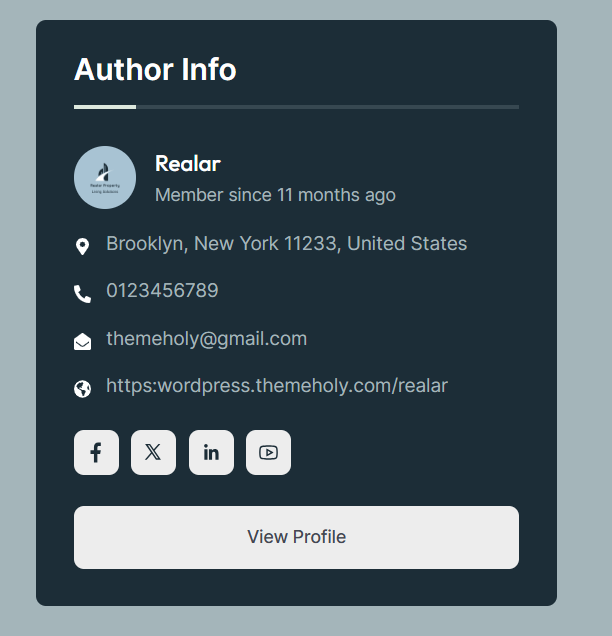 Author Info
Realar
Member since 11 months ago
Brooklyn, New York 11233, United States
0123456789
themeholy@gmail.com
https:wordpress.themeholy.com/realar
View Profile